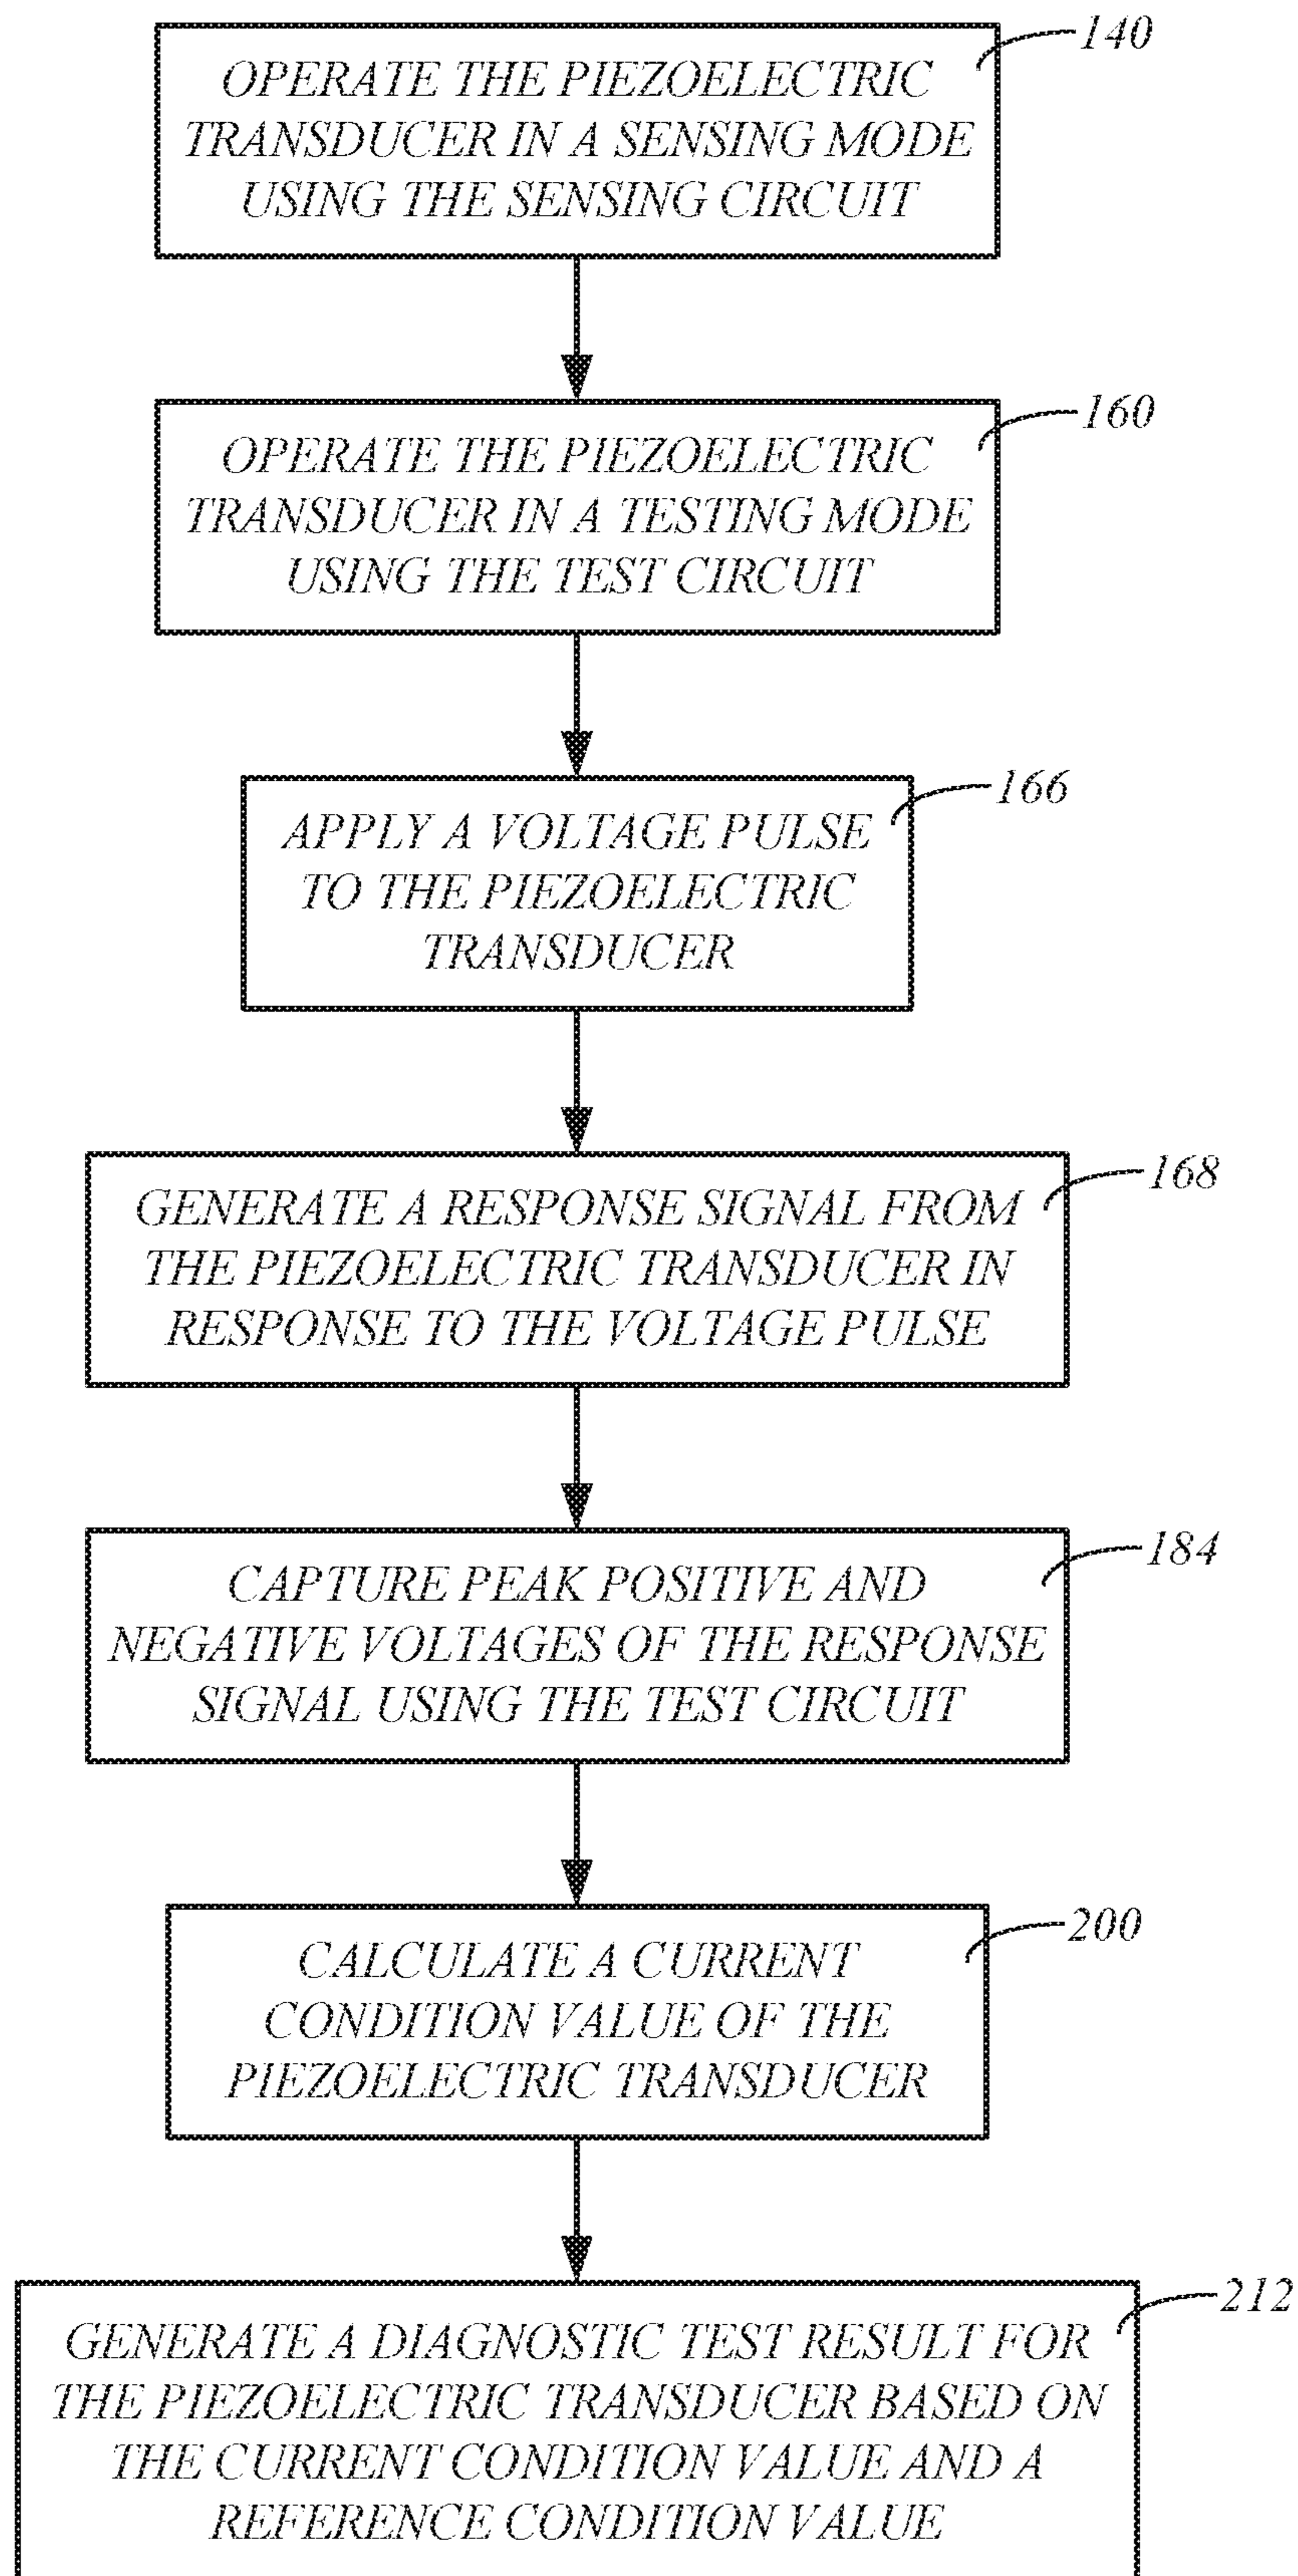 140
OPERATE THE PIEZOELECTRIC
TRANSDUCER IN A SENSING MODE
USING THE SENSING CIRCUIT
160
OPERATE THE PIEZOELECTRIC
TRANSDUCER IN A TESTING MODE
USING THE TEST CIRCUIT
166
APPLY A VOLTAGE PULSE
TO THE PIEZOELECTRIC
TRANSDUCER
168
GENERATE A RESPONSE SIGNAL FROM
THE PIEZOELECTRIC TRANSDUCER IN
RESPONSE TO THE VOLTAGE PULSE
184
CAPTURE PEAK POSITIVE AND
NEGATIVE VOLTAGES OF THE RESPONSE
SIGNAL USING THE TEST CIRCUIT
200
CALCULATE A CURRENT
CONDITION VALUE OF THE
PIEZOELECTRIC TRANSDUCER
212
GENERATE A DIAGNOSTIC TEST RESULT FOR
THE PIEZOELECTRIC TRANSDUCER BASED ON
THE CURRENT CONDITION VALUE AND A
REFERENCE CONDITION VALUE